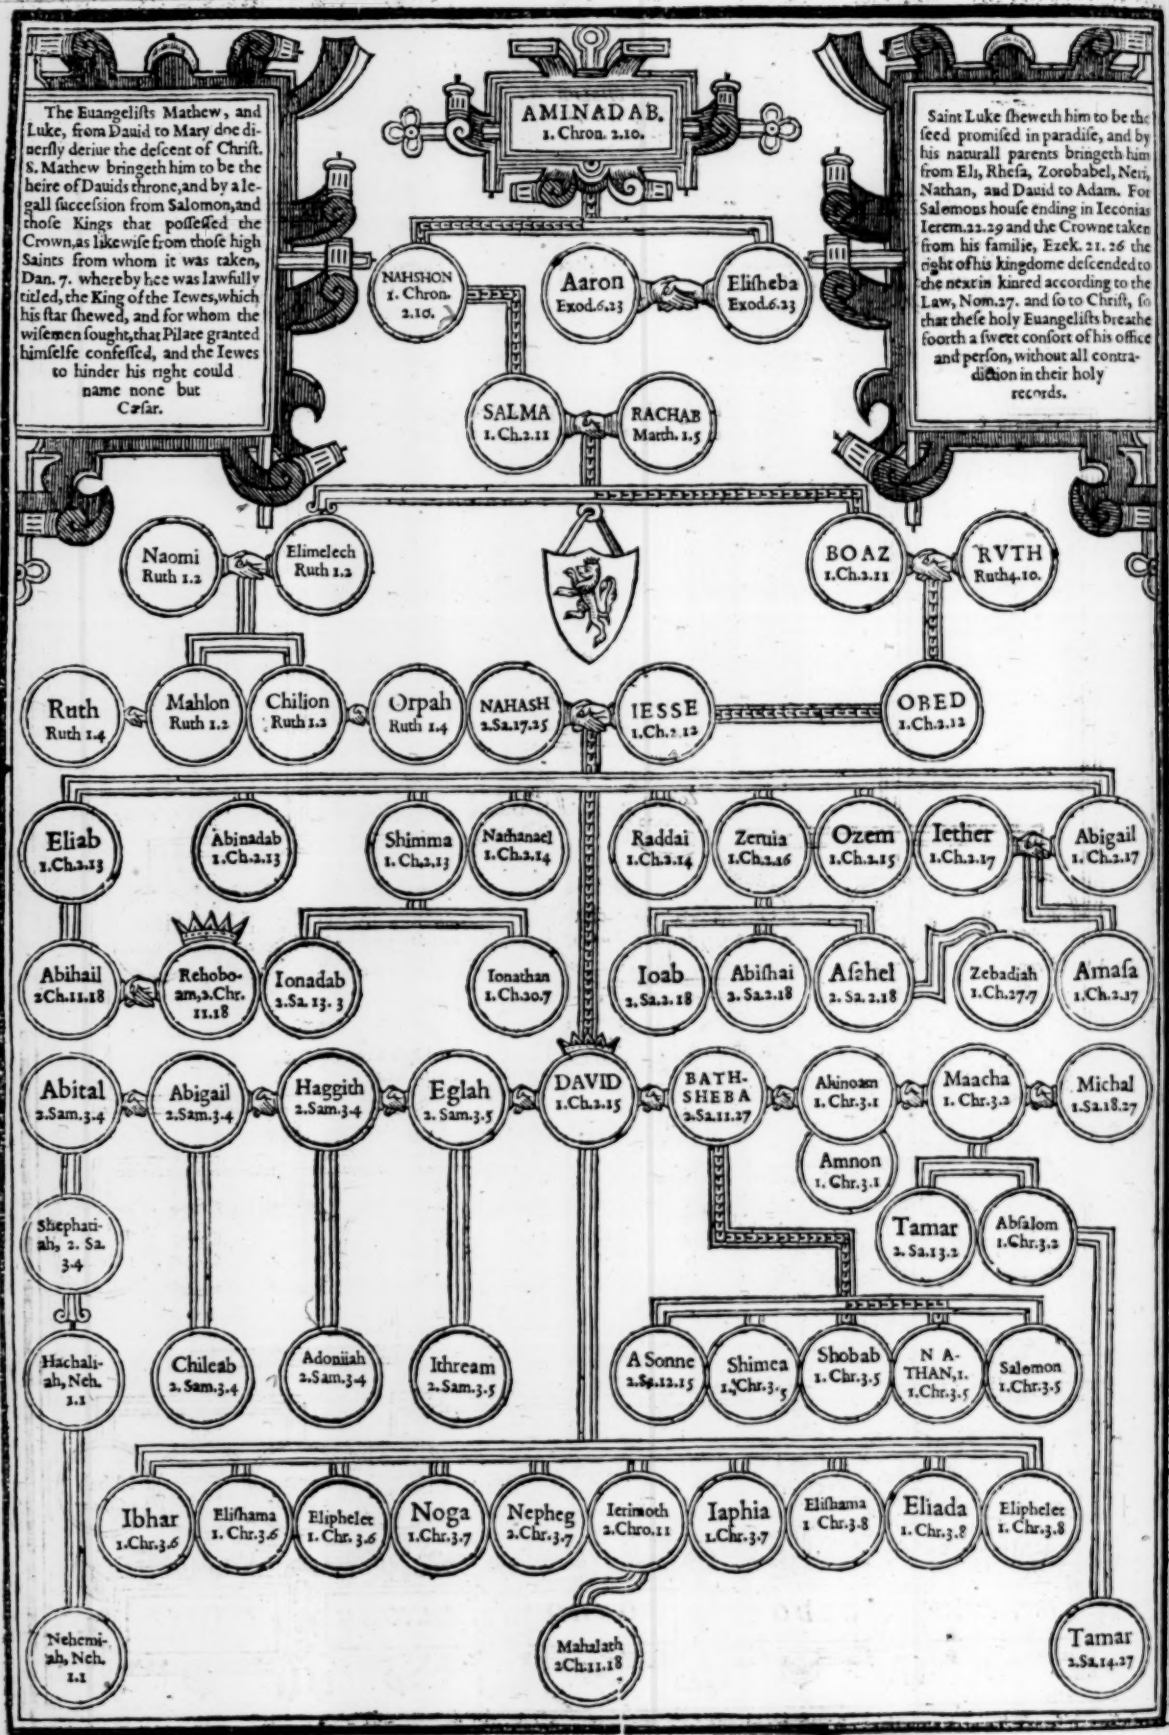 The Euangeliſts Mathew, and
Luke, from Dauid to Mary doe di-
uerſly deriue the deſcent of Chriſt.
S. Mathew bringeth him to be the
heire of Dauids throne, and by a le-
gall ſucceſsion from Salomon, and
thoſe Kings that poſſeſſed the
Crown, as likewiſe from thoſe high
Saints from whom it was taken,
Dan. 7. whereby hee was lawfully
titled, the King of the Iewes, which
his ſtar ſhewed, and for whom the
wiſemen ſought, that Pilate granted
himſelfe confeſſed, and the Iewes
to hinder his right could
name none but
Cæſar.
AMINADAB.
1. Chron. 2.10.
Saint Luke ſheweth him to be the
ſeed promiſed in paradiſe, and by
his naturall parents bringeth him
from Eli, Rheſa, Zorobabel, Neri,
Nathan, and Dauid to Adam. For
Salomons houſe ending in Ieconias
Ierem. 22.29 and the Crowne taken
from his familie, Ezek. 21. 26 the
right of his kingdome deſcended to
the next in kinred according to the
Law, Nom. 27. and ſo to Chriſt, ſo
that theſe holy Euangeliſts breathe
foorth a ſweet conſort of his office
and perſon, without all contra-
diction in their holy
records.
NAHSHON
1. Chron.
2.10.
Aaron
Exod.6.23
Eliſheba
Exod.6.23
SALMA
1. Ch.2.11
RACHAB
Matth. 1.5
Naomi
Ruth 1.2
Elimelech
Ruth 1.2
BOAZ
1.Ch.2.11
RVTH
Ruth4.10.
Ruth
Ruth 1.4
Mahlon
Ruth 1.2
Chilion
Ruth 1.2
Orpah
Ruth 1.4
NAHASH
2.Sa.17.25
IESSE
1.Ch.2 12
OBED
1.Ch.2.12
Eliab
1.Ch.2.13
Abinadab
1.Ch.2.13
Shimma
1. Ch.2.13
Nathanael
1. Ch.2.14
Raddai
1. Ch.2.14
Zeruia
1.Ch.2.16
Ozem
1.Ch.2.15
Iether
1.Ch.2.17
Abigail
1. Ch.2.17
Abihail
2Ch.11.18
Rehobo-
am,2.Chr.
11.18
Ionadab
2.Sa. 13. 3
Ionathan
1. Ch.20.7
Ioab
2. Sa.2.18
Abiſhai
2. Sa.2.18
Aſahel
2. Sa. 2.18
Zebadiah
1.Ch.27.7
Amaſa
1.Ch.2.17
Abital
2.Sam.3.4
Abigail
2.Sam.3.4
Haggith
2.Sam.3.4
Eglah
2. Sam.3.5
DAVID
1.Ch.2.15
BATH-
SHEBA
2.Sa.11.27
Ahinoam
1. Chr.3.1
Maacha
1. Chr.3.2
Michal
1.Sa.18.27
Amnon
1. Chr.3.1
Shephati-
ah, 2. Sa.
3.4
Tamar
2. Sa.13.2
Abſalom
1.Chr.3.2
Hachali-
ah, Neh.
1.1
Chileab
2. Sam.3.4
Adoniiah
2.Sam.3.4
Ithream
2.Sam.3.5
A Sonne
2.Sa.12.15
Shimea
1. Chr.3.5
Shobab
1. Chr.3.5
N A-
THAN,1.
1.Chr.3.5
Salomon
1.Chr.3.5
Ibhar
1.Chr.3.6
Eliſhama
1. Chr.3.6
Eliphelet
1. Chr. 3.6
Noga
1.Chr.3.7
Nepheg
2.Chr.3.7
Ierimoth
2.Chro.11
Iaphia
1.Chr.3.7
Eliſhama
1 Chr.3.8
Eliada
1. Chr.3.8
Eliphelet
1. Chr.3.8
Nehemi-
ah, Neh.
1.1
Mahalath
2Ch.11.18
Tamar
2.Sa.14.27